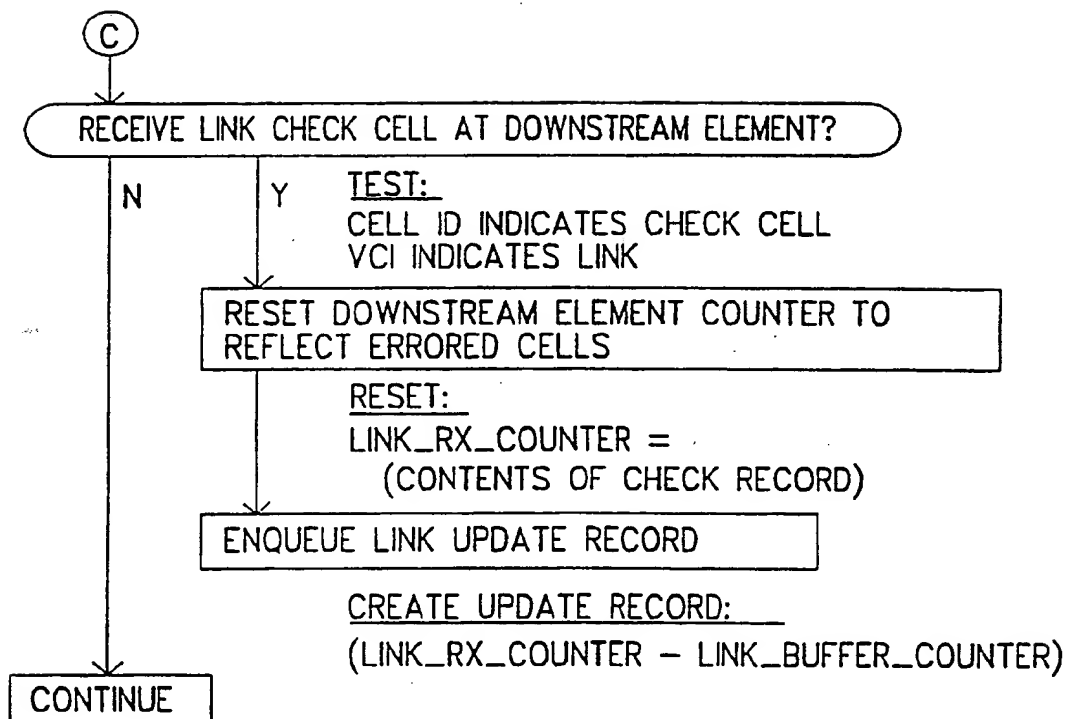 C
RECEIVE LINK CHECK CELL AT DOWNSTREAM ELEMENT?
N
Y
TEST:
CELL ID INDICATES CHECK CELL
VCI INDICATES LINK
RESET DOWNSTREAM ELEMENT COUNTER TO
REFLECT ERRORED CELLS
RESET:
LINK_RX_COUNTER =
(CONTENTS OF CHECK RECORD)
ENQUEUE LINK UPDATE RECORD
CREATE UPDATE RECORD:
(LINK_RX_COUNTER – LINK_BUFFER_COUNTER)
CONTINUE